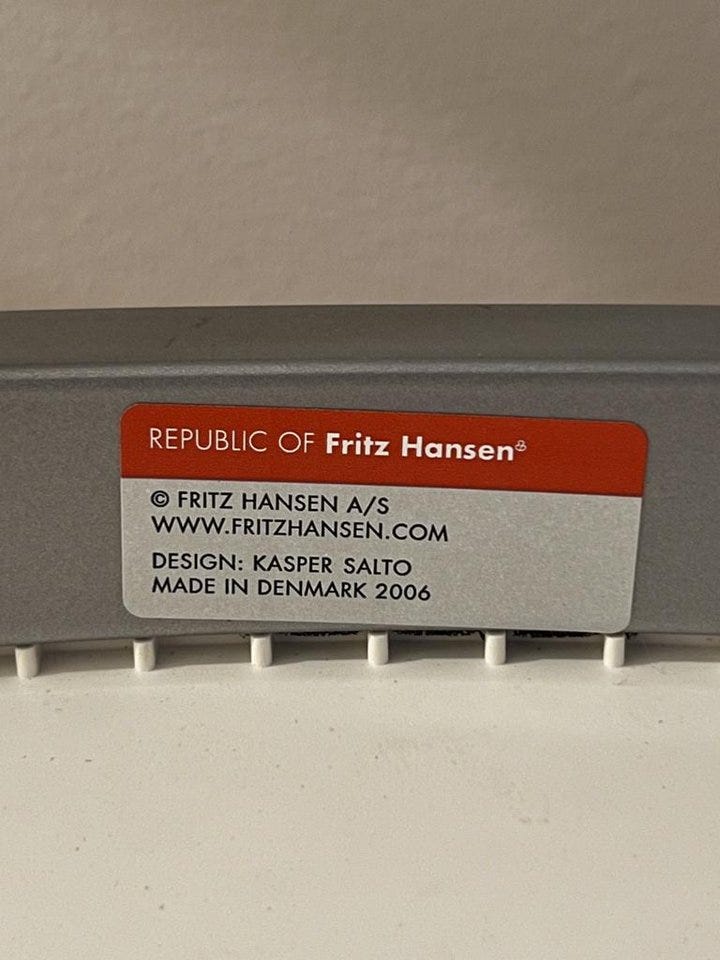 REPUBLIC OF Fritz Hansen
© FRITZ HANSEN A/S
WWW.FRITZHANSEN.COM
DESIGN: KASPER SALTO
MADE IN DENMARK 2006